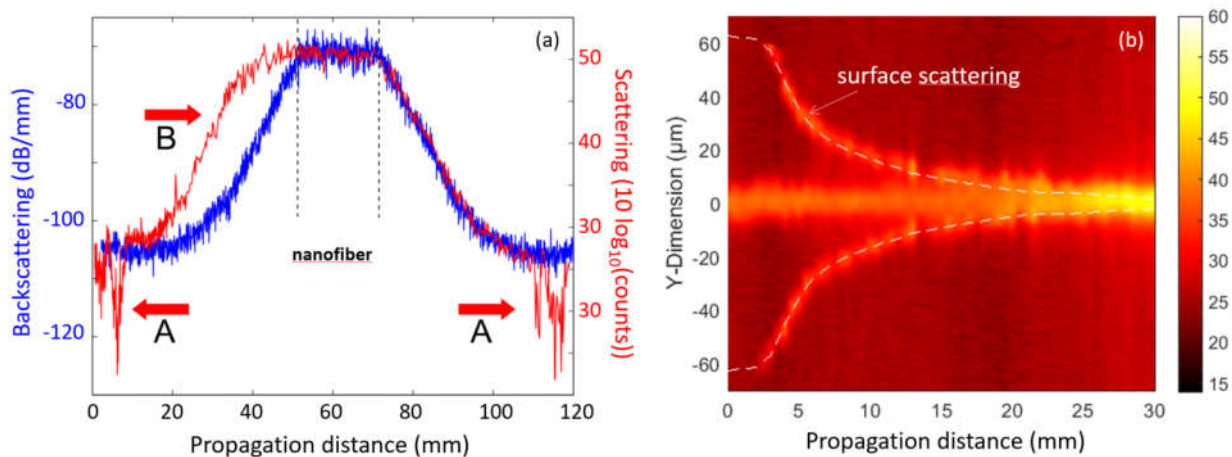 (a)
Backscattering (dB/mm)
-80
-100
-120
B
A
A
nanofiber
50
40
30
30
Scattering (10 log10(counts))
0 20 40 60 80 100 120
Propagation distance (mm)
(b)
surface scattering
Y-Dimension (µm)
60
40
20
0
-20
-40
-60
0 5 10 15 20 25 30
Propagation distance (mm)
60
55
50
45
40
35
30
25
20
15